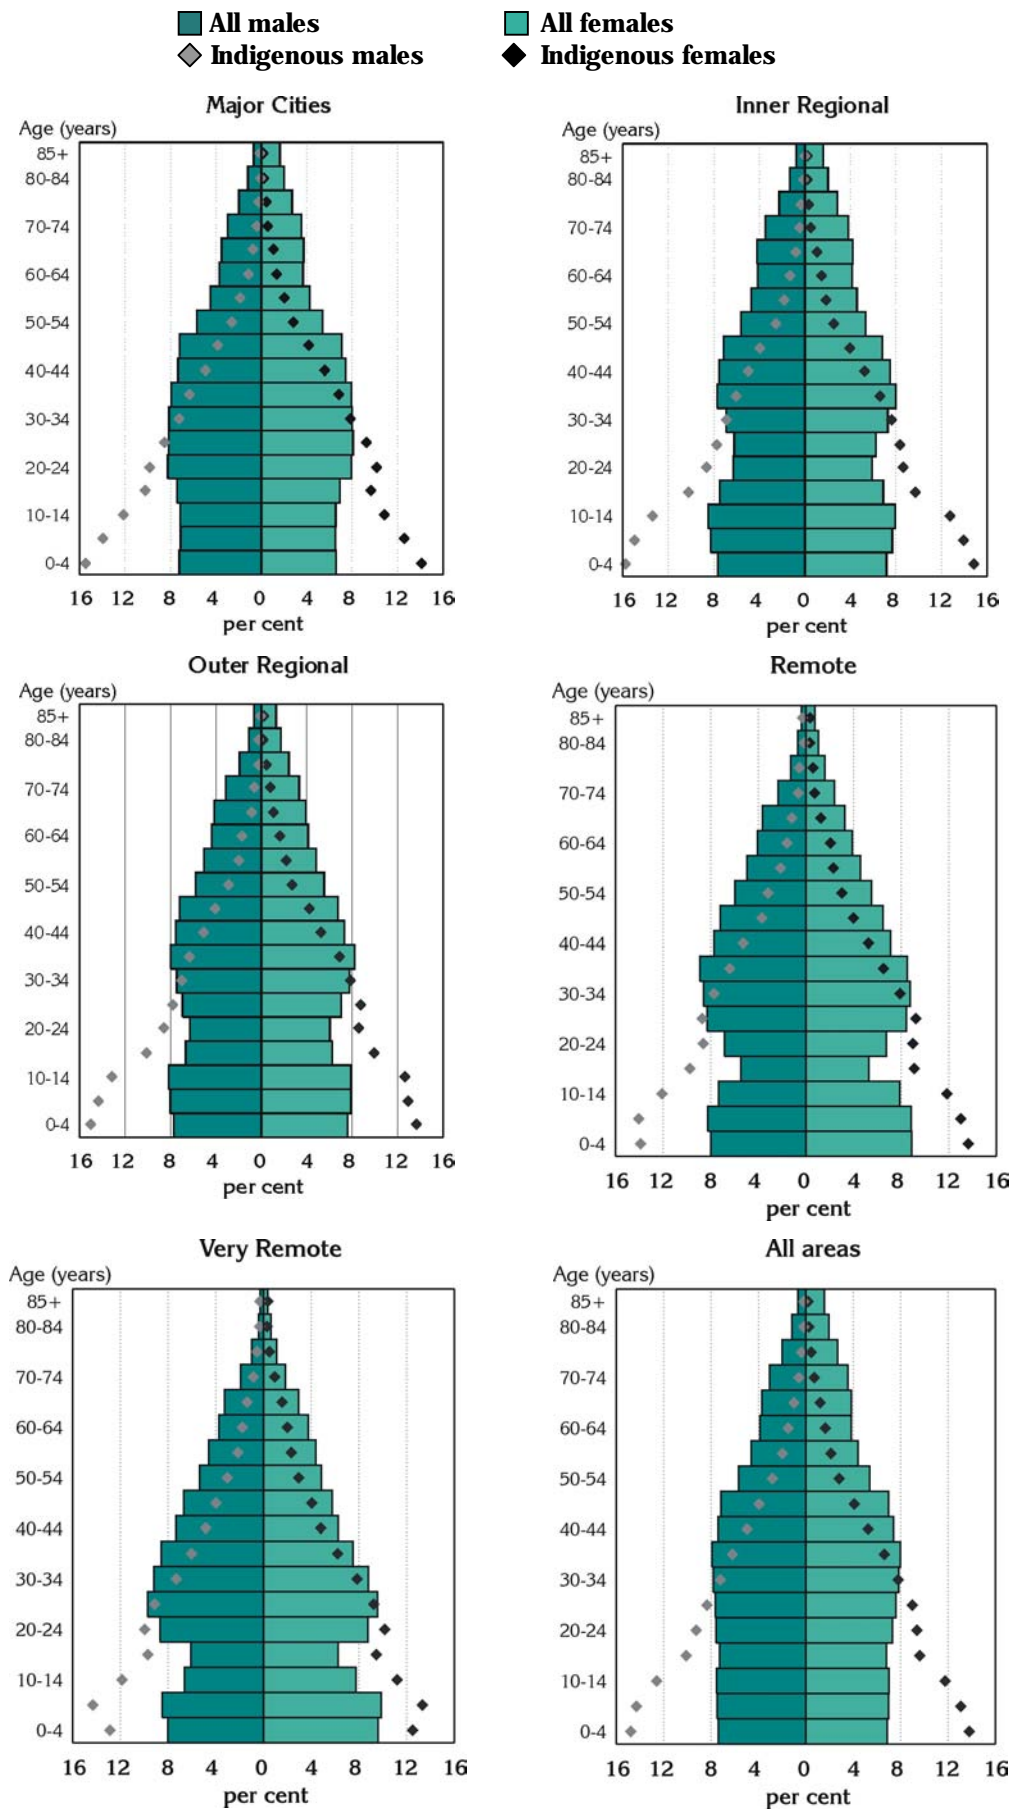 All males All females
Indigenous males Indigenous females
Major Cities
Age (years)
85+
80-84
70-74
60-64
50-54
40-44
30-34
20-24
10-14
0-4
16 12 8 4 0 4 8 12 16
per cent
Inner Regional
Age (years)
85+
80-84
70-74
60-64
50-54
40-44
30-34
20-24
10-14
0-4
16 12 8 4 0 4 8 12 16
per cent
Outer Regional
Age (years)
85+
80-84
70-74
60-64
50-54
40-44
30-34
20-24
10-14
0-4
16 12 8 4 0 4 8 12 16
per cent
Remote
Age (years)
85+
80-84
70-74
60-64
50-54
40-44
30-34
20-24
10-14
0-4
16 12 8 4 0 4 8 12 16
per cent
Very Remote
Age (years)
85+
80-84
70-74
60-64
50-54
40-44
30-34
20-24
10-14
0-4
16 12 8 4 0 4 8 12 16
per cent
All areas
Age (years)
85+
80-84
70-74
60-64
50-54
40-44
30-34
20-24
10-14
0-4
16 12 8 4 0 4 8 12 16
per cent